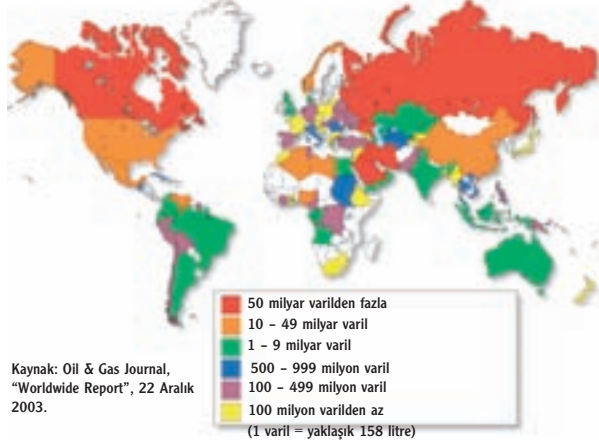 50 milyar varilden fazla
10 - 49 milyar varil
1 - 9 milyar varil
500 - 999 milyon varil
100 - 499 milyon varil
100 milyon varilden az
(1 varil = yaklaşık 158 litre)
Kaynak: Oil & Gas Journal,
"Worldwide Report", 22 Aralık
2003.